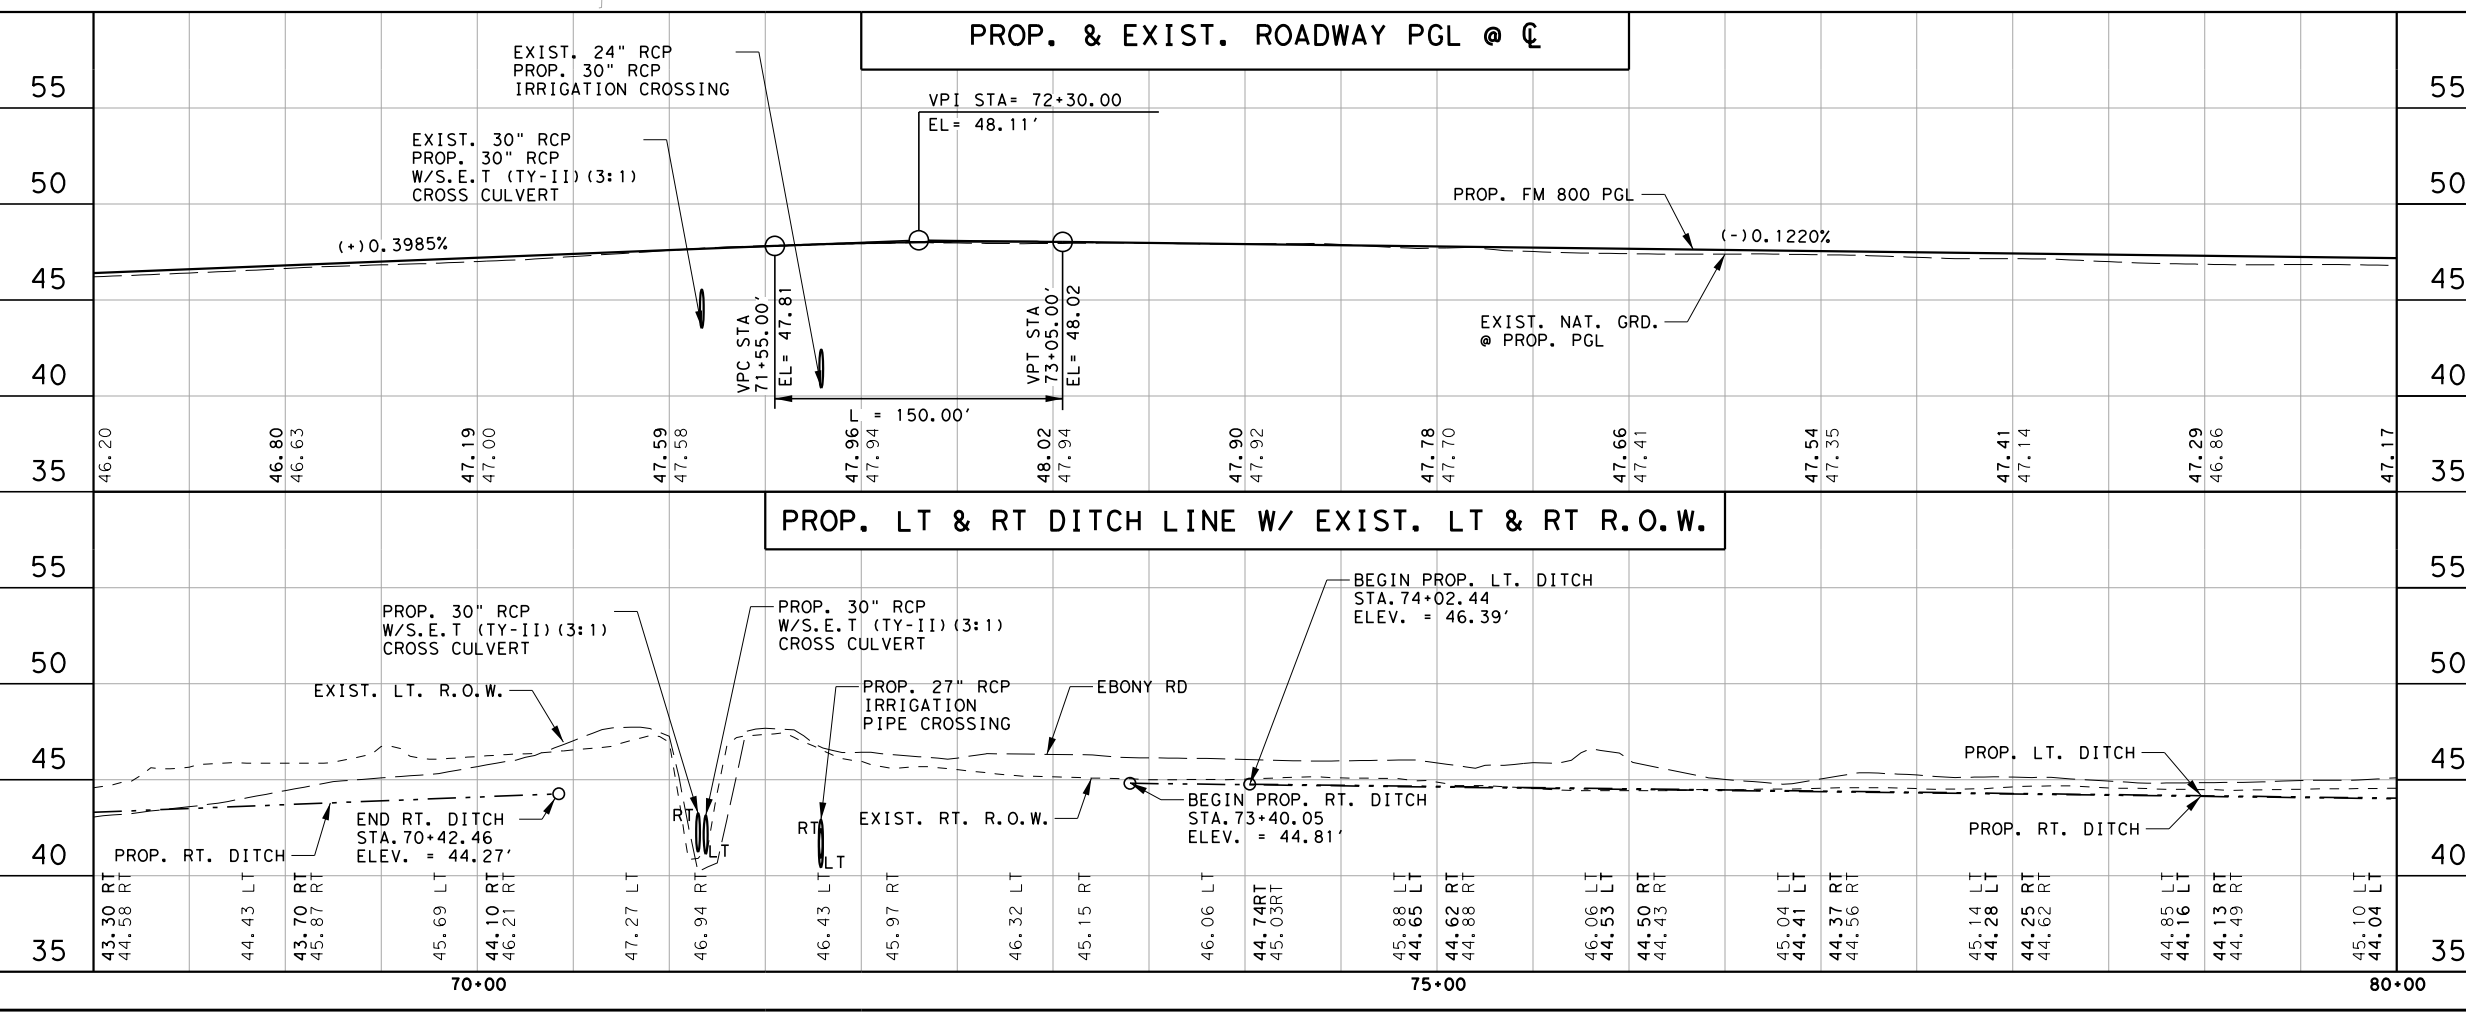 PROP. & EXIST. ROADWAY PGL @ ℄
EXIST. 24" RCP
PROP. 30" RCP
IRRIGATION CROSSING
EXIST. 30" RCP
PROP. 30" RCP
W/S.E.T (TY-II)(3:1)
CROSS CULVERT
VPI STA= 72+30.00
EL= 48.11'
PROP. FM 800 PGL
(+)0.3985%
(-)0.1220%
VPC STA
71+55.00'
EL= 47.81
VPT STA
73+05.00'
EL= 48.02
EXIST. NAT. GRD.
@ PROP. PGL
L = 150.00'
55
50
45
40
35
55
50
45
40
35
46.20
46.80
46.63
47.19
47.00
47.59
47.58
47.96
47.94
48.02
47.94
47.90
47.92
47.78
47.70
47.66
47.41
47.54
47.35
47.41
47.14
47.29
46.86
47.17
PROP. LT & RT DITCH LINE W/ EXIST. LT & RT R.O.W.
BEGIN PROP. LT. DITCH
STA.74+02.44
ELEV. = 46.39'
PROP. 30" RCP
W/S.E.T (TY-II)(3:1)
CROSS CULVERT
PROP. 30" RCP
W/S.E.T (TY-II)(3:1)
CROSS CULVERT
EXIST. LT. R.O.W.
PROP. 27" RCP
IRRIGATION
PIPE CROSSING
EBONY RD
PROP. LT. DITCH
BEGIN PROP. RT. DITCH
STA.73+40.05
ELEV. = 44.81'
END RT. DITCH
STA.70+42.46
ELEV. = 44.27'
RT
LT
RT
LT
EXIST. RT. R.O.W.
PROP. RT. DITCH
PROP. RT. DITCH
55
50
45
40
35
55
50
45
40
35
43.30 RT
44.58 RT
44.43 LT
43.70 RT
45.87 RT
45.69 LT
44.10 RT
46.21 RT
47.27 LT
46.94 RT
46.43 LT
45.97 RT
46.32 LT
45.15 RT
46.06 LT
44.74RT
45.03RT
45.88 LT
44.65 LT
44.62 RT
44.88 RT
46.06 LT
44.53 LT
44.50 RT
44.43 RT
45.04 LT
44.41 LT
44.37 RT
44.56 RT
45.14 LT
44.28 LT
44.25 RT
44.62 RT
44.85 LT
44.16 LT
44.13 RT
44.49 RT
45.10 LT
44.04 LT
70+00
75+00
80+00